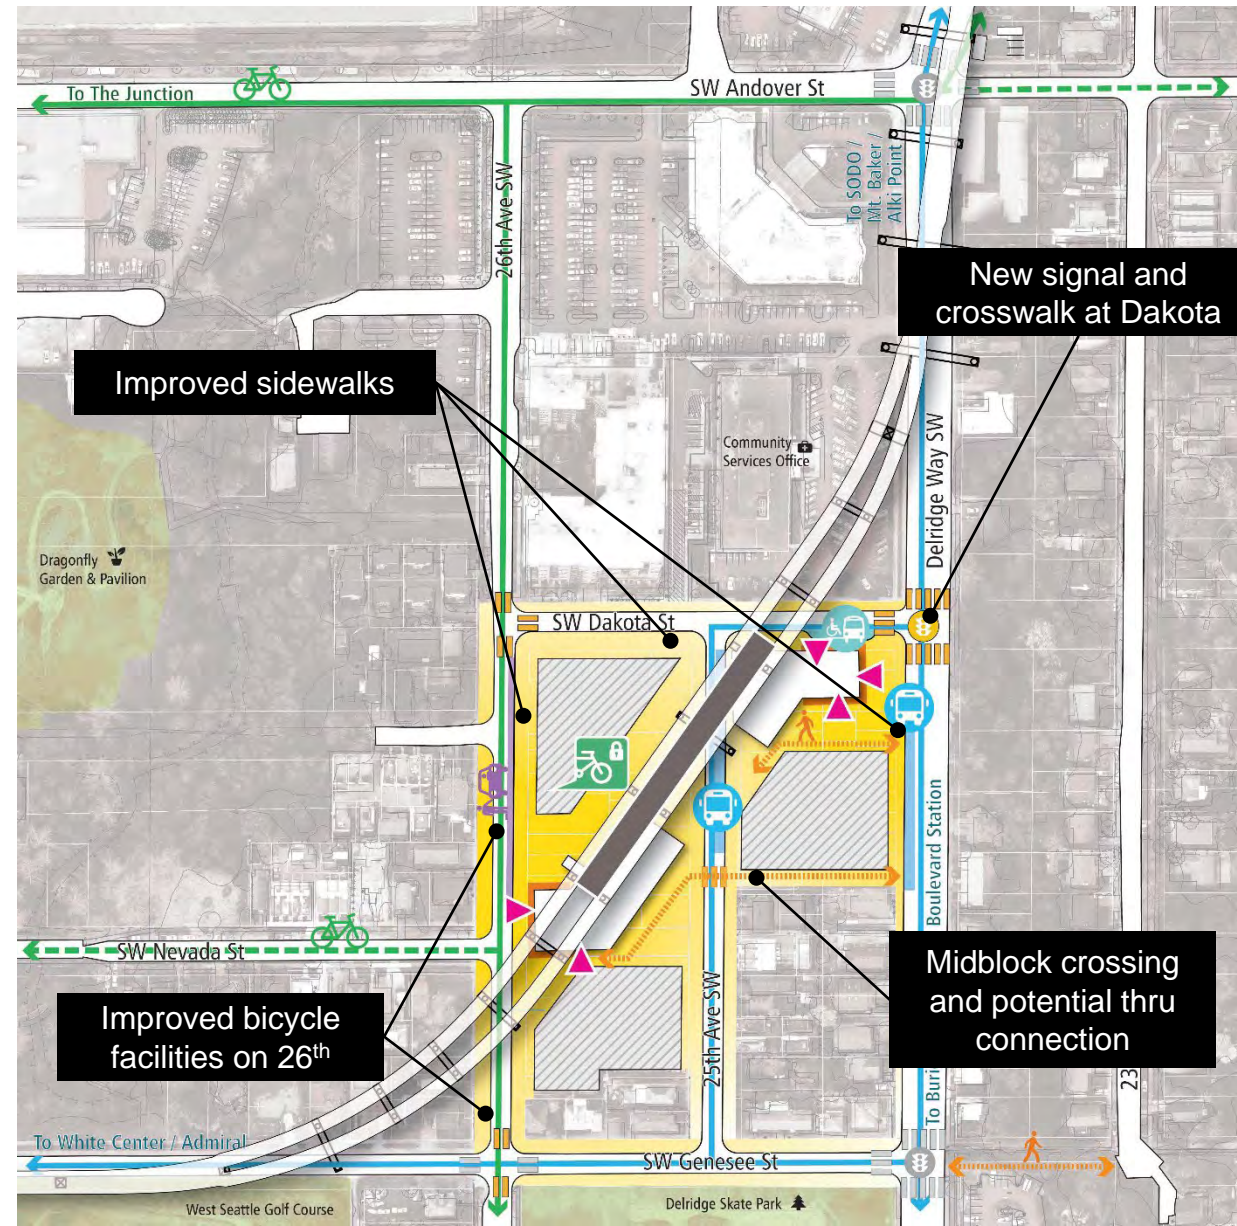 To The Junction
SW Andover St
26th Ave SW
To SODO /
Mt. Baker /
Alki Point
New signal and
crosswalk at Dakota
Improved sidewalks
Community
Services Office
Delridge Way SW
Dragonfly
Garden & Pavilion
SW Dakota St
Boulevard Station
SW Nevada St
Midblock crossing
and potential thru
connection
Improved bicycle
facilities on 26th
25th Ave SW
To Buri
23
To White Center / Admiral
SW Genesee St
West Seattle Golf Course
Delridge Skate Park